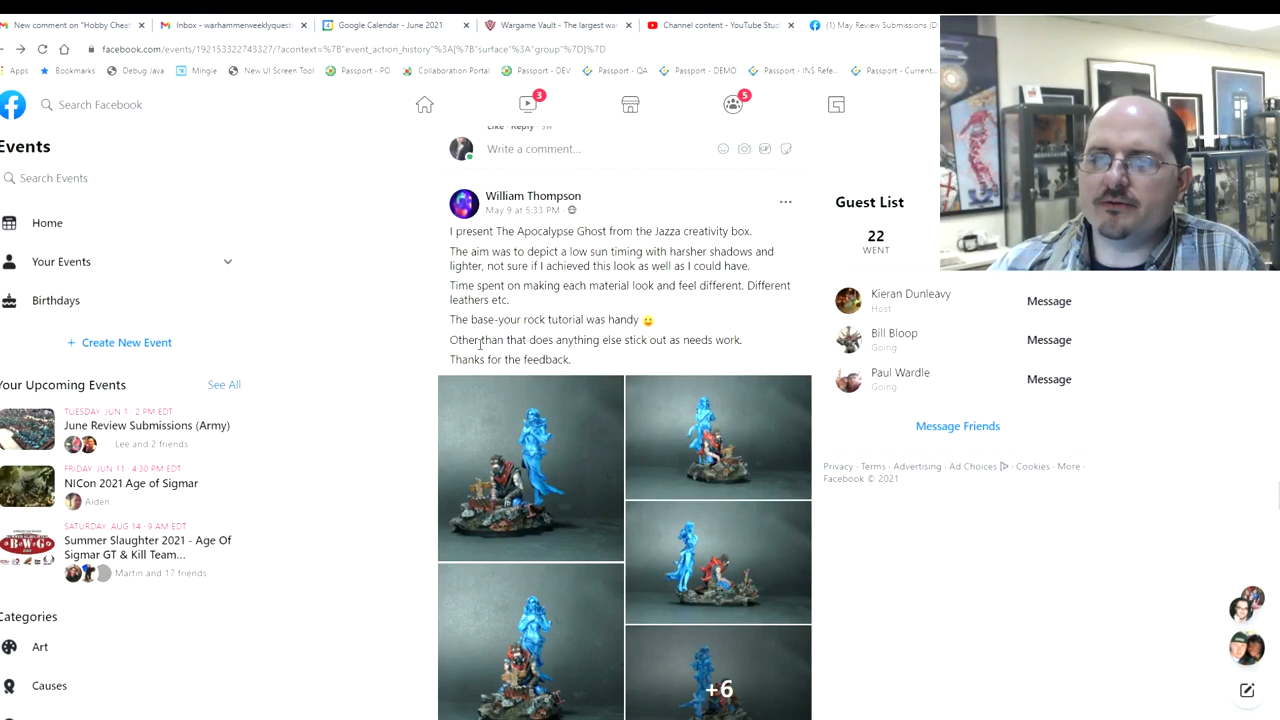 New comment on "Hobby Cheat
Inbox - warhammerweeklyquest
Google Calendar - June 2021
Wargame Vault - The largest wa
Channel content - YouTube Stud
(1) May Review Submissions (D
facebook.com/events/192153322743327/?acontext=%7B"event_action_history"%3A[%7B"surface"%3A"group"%7D]%7D
Apps
Bookmarks
Debug Java
Mingle
New UI Screen Tool
Passport - PO
Collaboration Portal
Passport - DEV
Passport - QA
Passport - DEMO
Passport - INS Refe...
Passport - Current...
Search Facebook
3
5
Events
Search Events
Home
Your Events
Birthdays
+ Create New Event
Your Upcoming Events
See All
TUESDAY, JUN 1 · 2 PM EDT
June Review Submissions (Army)
Lee and 2 friends
FRIDAY, JUN 11 · 4:30 PM EDT
NICon 2021 Age of Sigmar
Aiden
SATURDAY, AUG 14 · 9 AM EDT
Summer Slaughter 2021 - Age Of
Sigmar GT & Kill Team...
Martin and 17 friends
BWG
Categories
Art
Causes
Like · Reply · 3w
Write a comment...
William Thompson
May 9 at 5:33 PM ·
I present The Apocalypse Ghost from the Jazza creativity box.
The aim was to depict a low sun timing with harsher shadows and
lighter, not sure if I achieved this look as well as I could have.
Time spent on making each material look and feel different. Different
leathers etc.
The base-your rock tutorial was handy
Other than that does anything else stick out as needs work.
Thanks for the feedback.
+6
Guest List
22
WENT
Kieran Dunleavy
Host
Message
Bill Bloop
Going
Message
Paul Wardle
Going
Message
Message Friends
Privacy · Terms · Advertising · Ad Choices · Cookies · More ·
Facebook © 2021